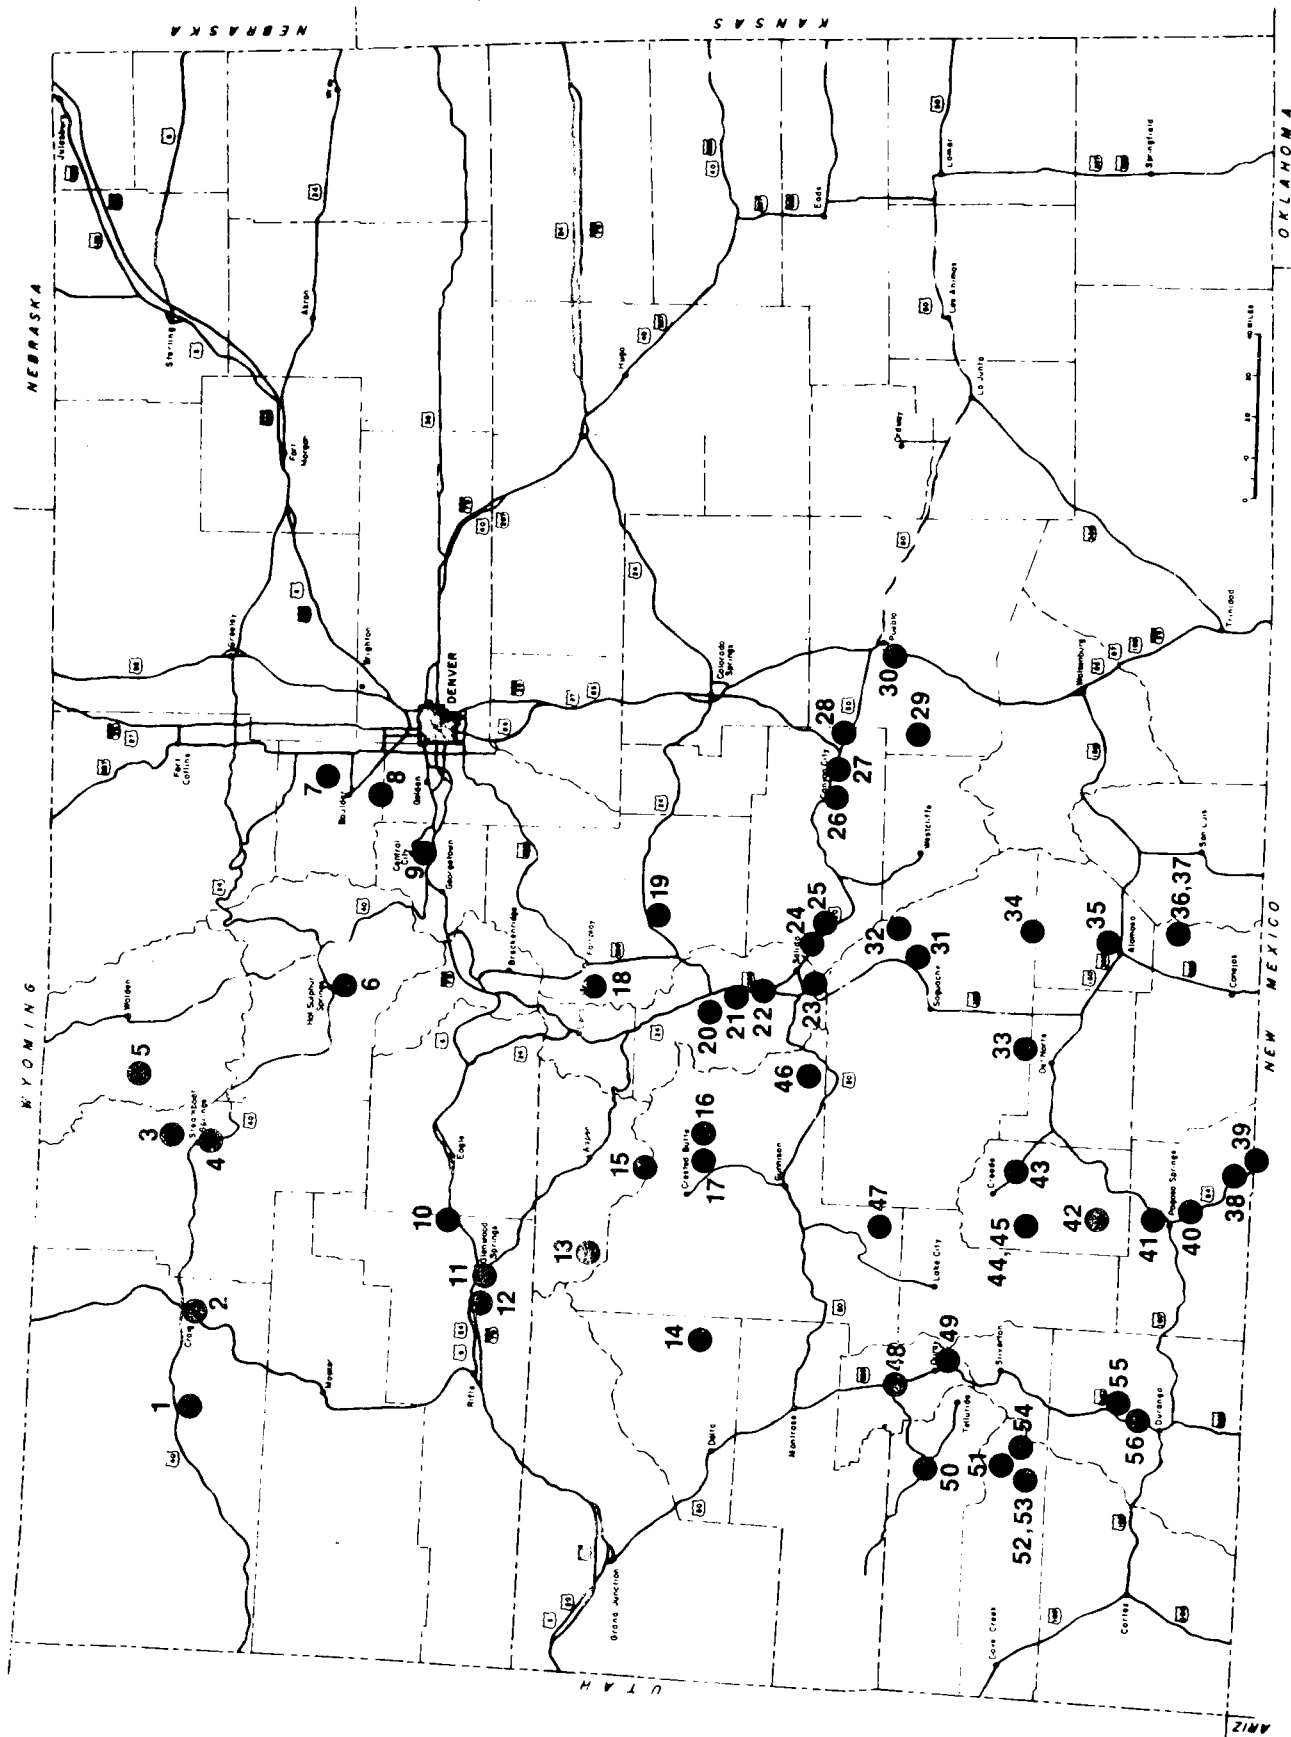 NEBRASKA
KANSAS
NEBRASKA
WYOMING
UTAH
ARIZ
NEW MEXICO
OKLAHOMA
Julesburg
Wray
Sterling
Akron
Fort
Morgan
Greeley
Brighton
Fort
Collins
Boulder
Golden
DENVER
Central
City
Georgetown
Walden
Hot Sulphur
Springs
Steamboat
Springs
Craig
Meeker
Rifle
Glenwood
Springs
Eagle
Aspen
Breckenridge
Fairplay
Hugo
Eads
Lamar
Las Animas
La Junta
Ordway
Springfield
Colorado
Springs
Pueblo
Canon City
Westcliffe
Walsenburg
Trinidad
San Luis
Alamosa
Conejos
Saguache
Salida
Del Norte
Creede
Pagosa Springs
Crested Butte
Gunnison
Lake City
Grand Junction
Delta
Montrose
Ouray
Telluride
Silverton
Durango
Cortez
Dove Creek
1
2
3
4
5
6
7
8
9
10
11
12
13
14
15
16
17
18
19
20
21
22
23
24
25
26
27
28
29
30
31
32
33
34
35
36,37
38
39
40
41
42
43
44, 45
46
47
48
49
50
51
52, 53
54
55
56